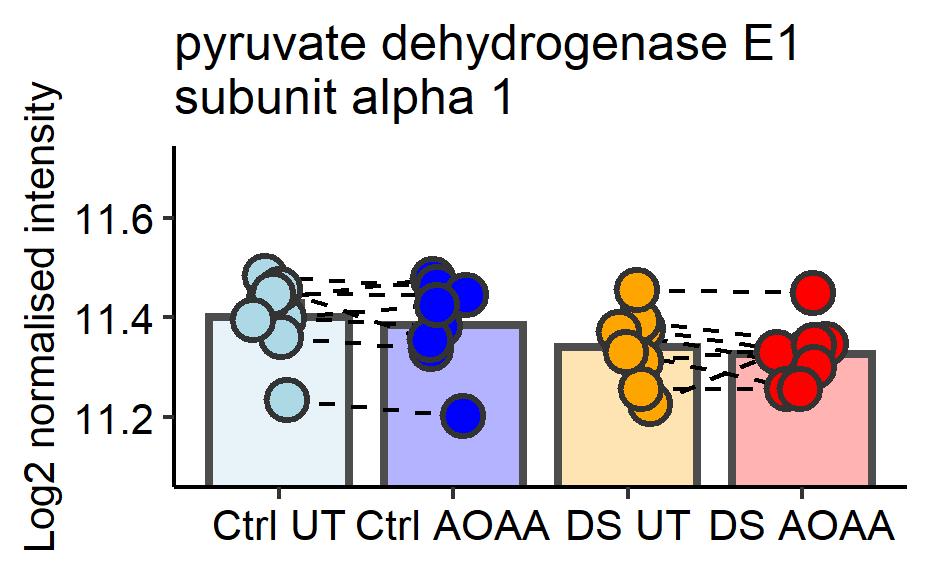 pyruvate dehydrogenase E1
subunit alpha 1
Log2 normalised intensity
11.6
11.4
11.2
Ctrl UT Ctrl AOAA DS UT DS AOAA